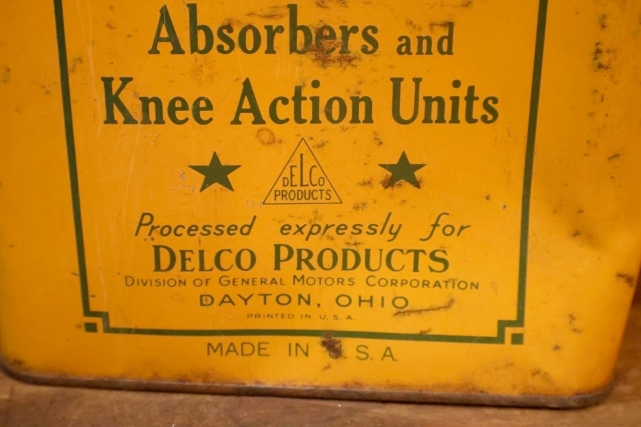 Absorbers and
Knee Action Units
DELCO
PRODUCTS
Processed expressly for
DELCO PRODUCTS
DIVISION OF GENERAL MOTORS CORPORATION
DAYTON, OHIO
PRINTED IN U.S.A.
MADE IN U.S.A.